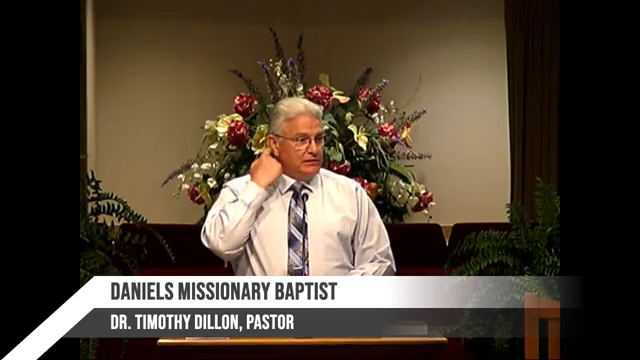 DANIELS MISSIONARY BAPTIST
DR. TIMOTHY DILLON, PASTOR